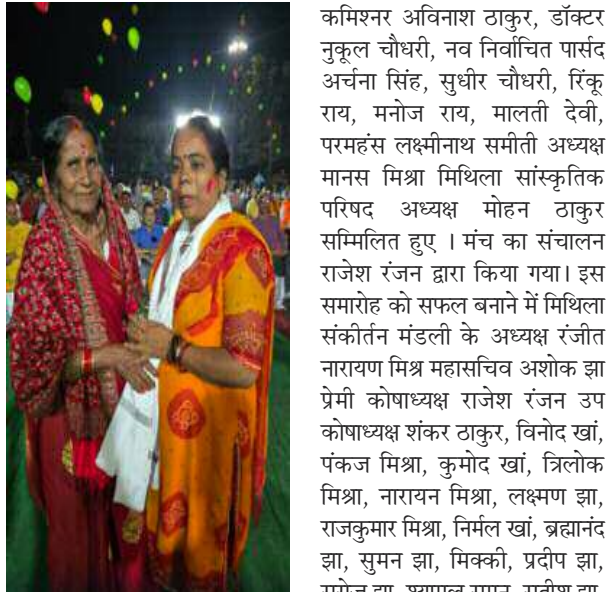 कमिश्नर अविनाश ठाकुर, डॉक्टर
नुकूल चौधरी, नव निर्वाचित पार्सद
अर्चना सिंह, सुधीर चौधरी, रिंकू
राय, मनोज राय, मालती देवी,
परमहंस लक्ष्मीनाथ समीती अध्यक्ष
मानस मिश्रा मिथिला सांस्कृतिक
परिषद अध्यक्ष मोहन ठाकुर
सम्मिलित हुए । मंच का संचालन
राजेश रंजन द्वारा किया गया। इस
समारोह को सफल बनाने में मिथिला
संकीर्तन मंडली के अध्यक्ष रंजीत
नारायण मिश्र महासचिव अशोक झा
प्रेमी कोषाध्यक्ष राजेश रंजन उप
कोषाध्यक्ष शंकर ठाकुर, विनोद खां,
पंकज मिश्रा, कुमोद खां, त्रिलोक
मिश्रा, नारायन मिश्रा, लक्ष्मण झा,
राजकुमार मिश्रा, निर्मल खां, ब्रह्मानंद
झा, सुमन झा, मिक्की, प्रदीप झा,